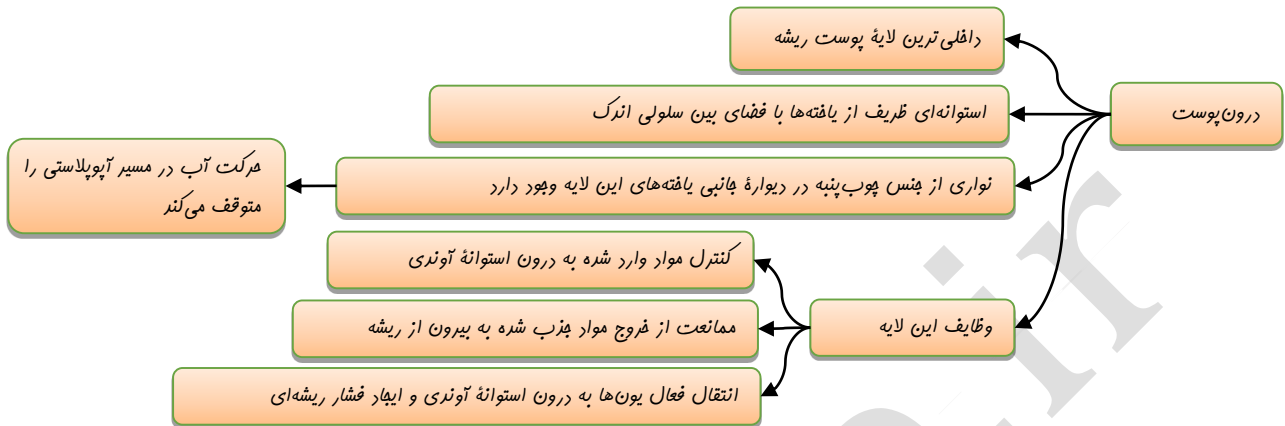 داخلی‌ترین لایهٔ پوست ریشه
درون‌پوست
استوانه‌ای ظریف از یاخته‌ها با فضای بین سلولی اندک
نواری از جنس چوب‌پنبه در دیوارهٔ جانبی یاخته‌های این لایه وجود دارد
حرکت آب در مسیر آپوپلاستی را
متوقف می‌کند
وظایف این لایه
کنترل مواد وارد شده به درون استوانهٔ آوندی
ممانعت از خروج مواد جذب شده به بیرون از ریشه
انتقال فعال یون‌ها به درون استوانهٔ آوندی و ایجاد فشار ریشه‌ای